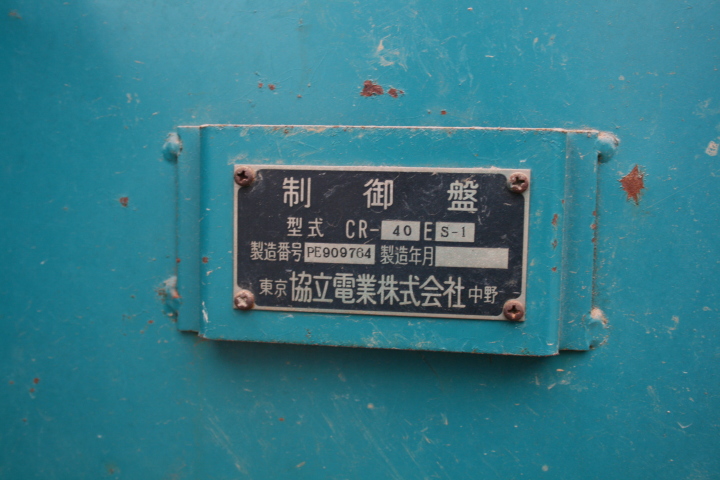 制御盤
型式 CR-40ES-1
製造番号 PE909764 製造年月
東京 協立電業株式会社 中野